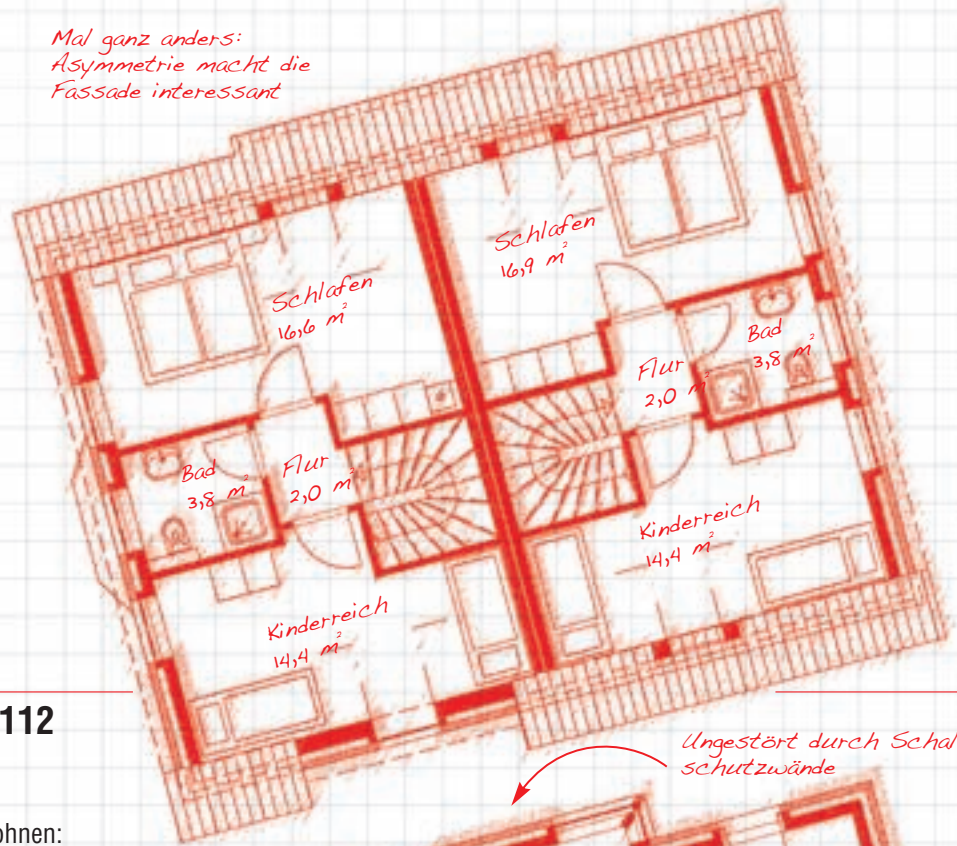 Mal ganz anders:
Asymmetrie macht die
Fassade interessant
Schlafen
16,9 m²
Schlafen
16,6 m²
Bad
3,8 m²
Flur
2,0 m²
Bad
3,8 m²
Flur
2,0 m²
Kinderreich
14,4 m²
Kinderreich
14,4 m²
112
Ungestört durch Schal
schutzwände
ohnen: